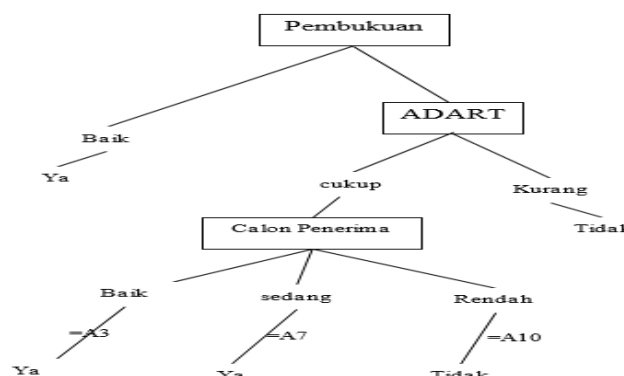 Pembukuan
ADART
Baik
Ya
cukup
Kurang
Tidak
Calon Penerima
Baik
sedang
Rendah
=A3
=A7
=A10
Ya
Ya
Tidak